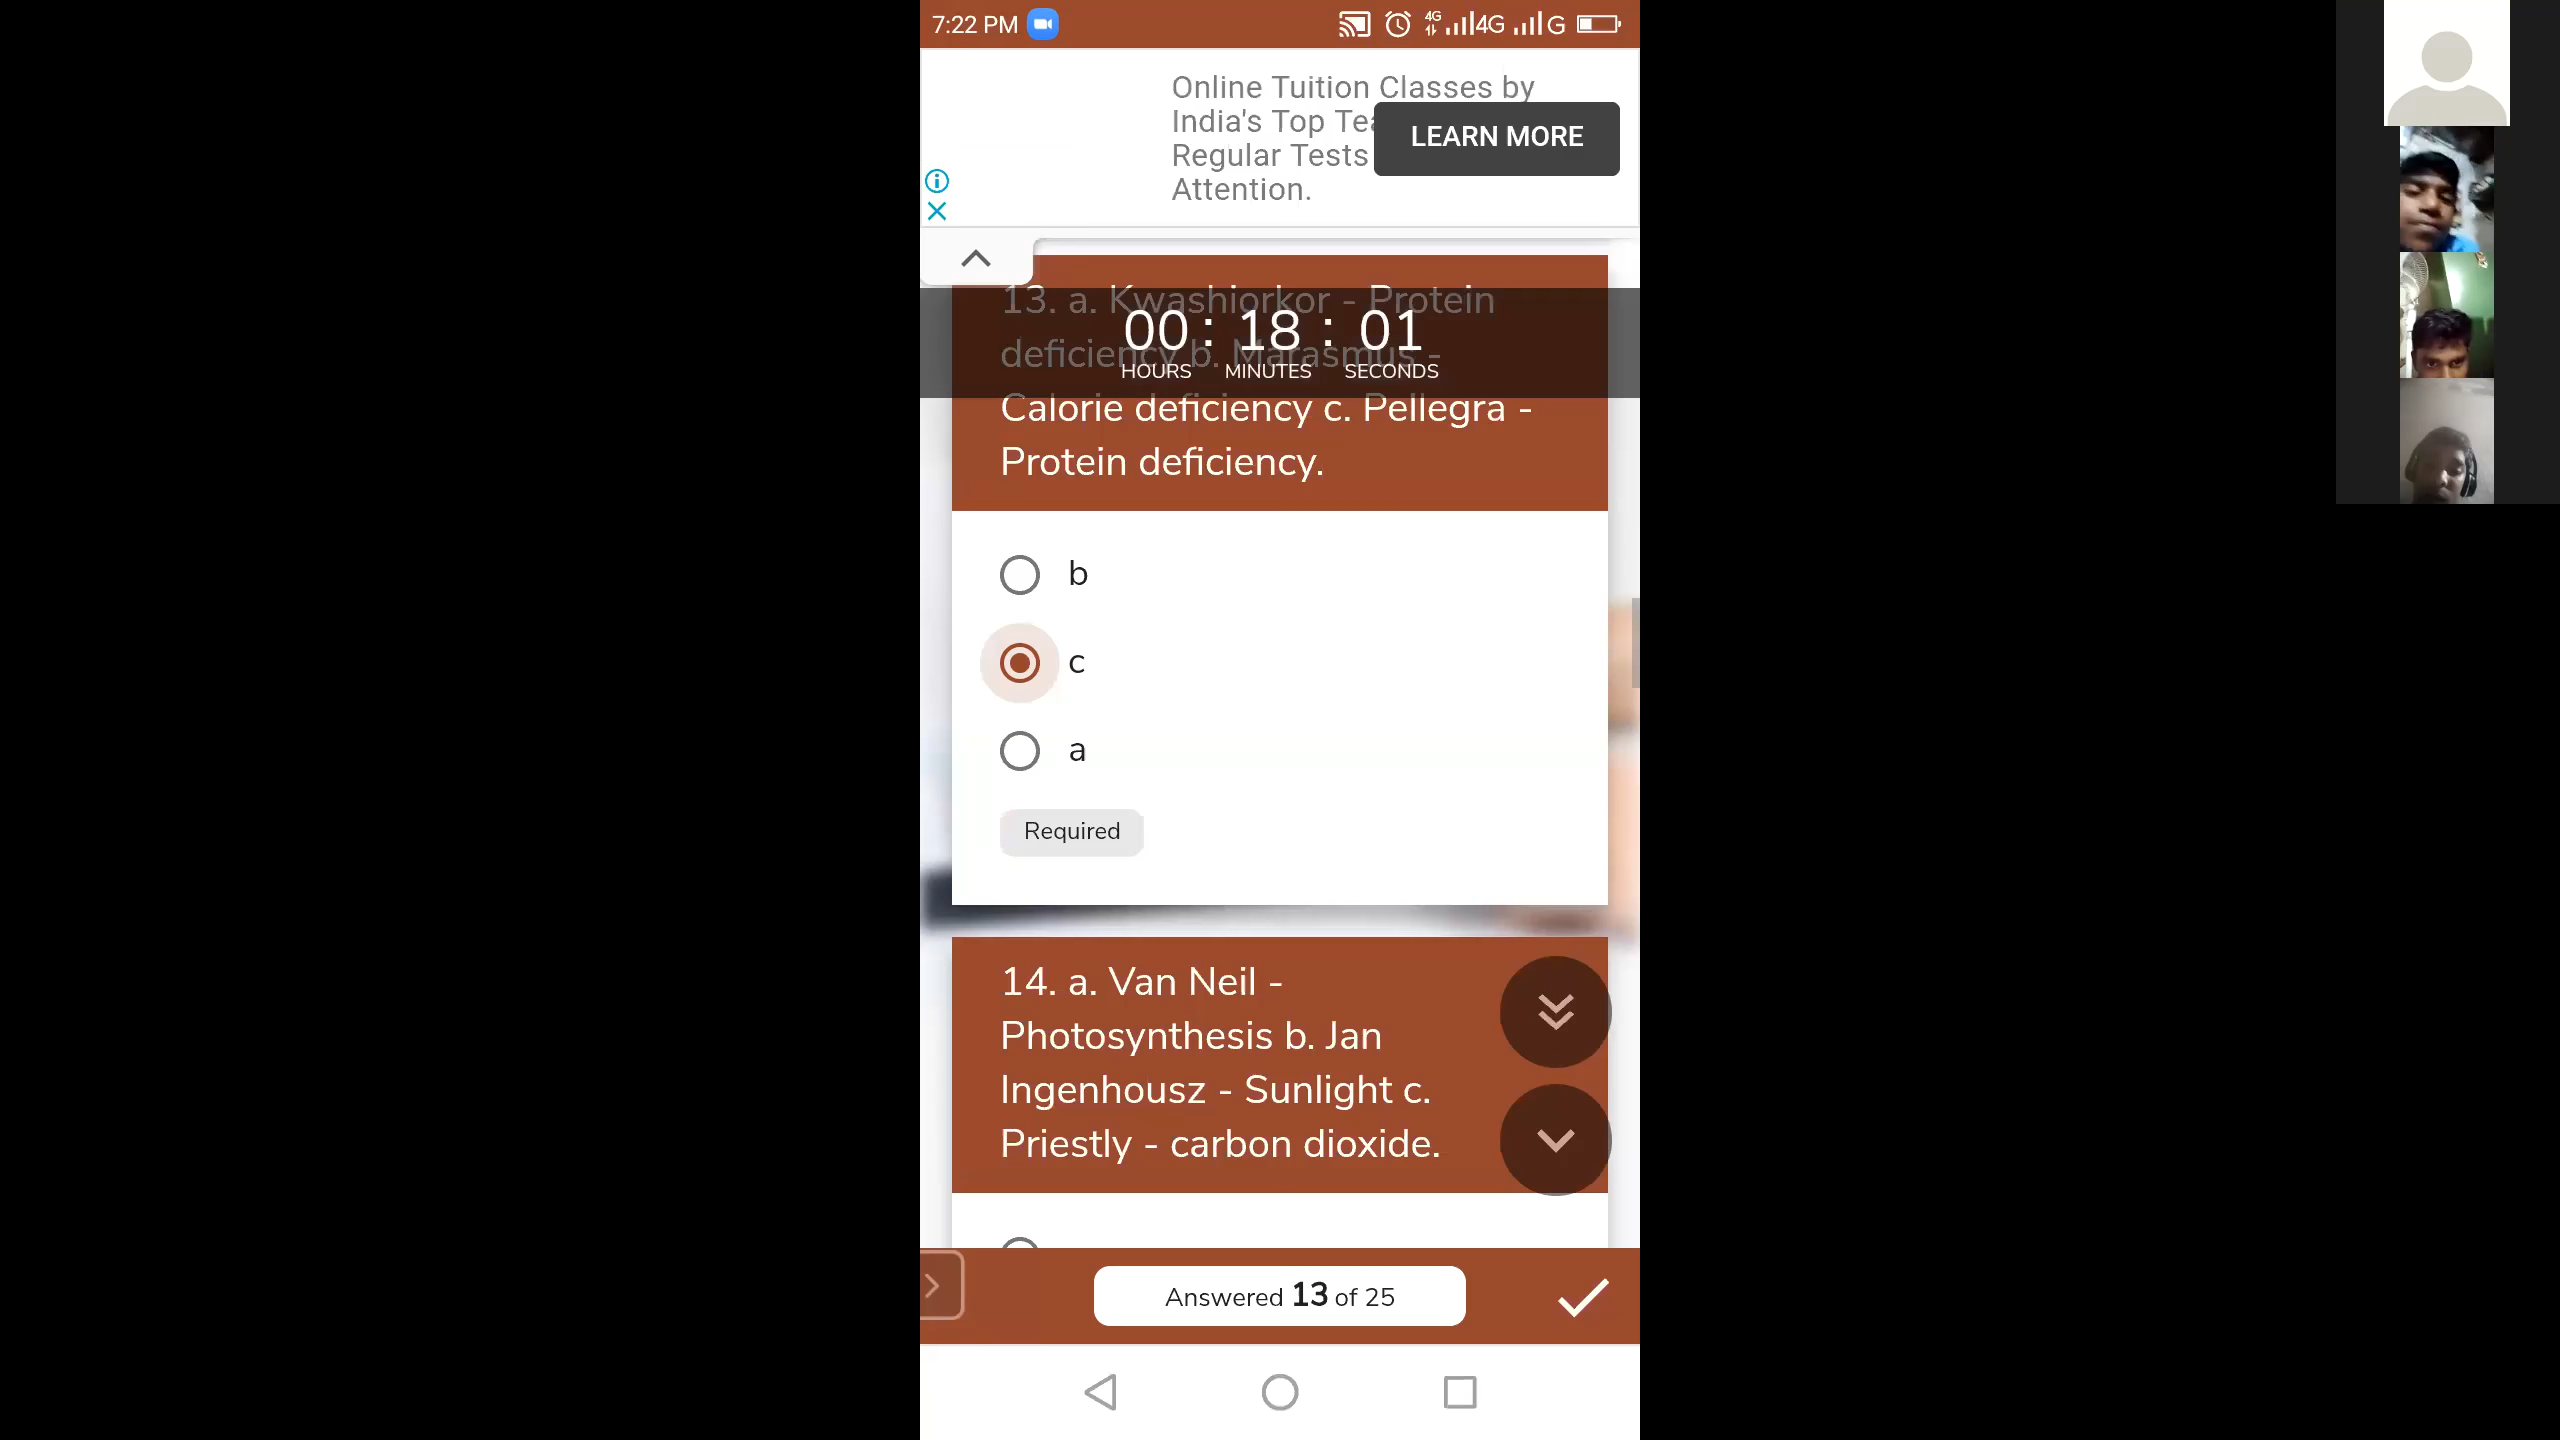 7:22 PM
4G 4G G
Online Tuition Classes by
India's Top Tea
Regular Tests
Attention.
LEARN MORE
13. a. Kwashiorkor - Protein
deficiency b. Marasmus -
Calorie deficiency c. Pellegra -
Protein deficiency.
00 : 18 : 01
HOURS MINUTES SECONDS
b
c
a
Required
14. a. Van Neil -
Photosynthesis b. Jan
Ingenhousz - Sunlight c.
Priestly - carbon dioxide.
Answered 13 of 25